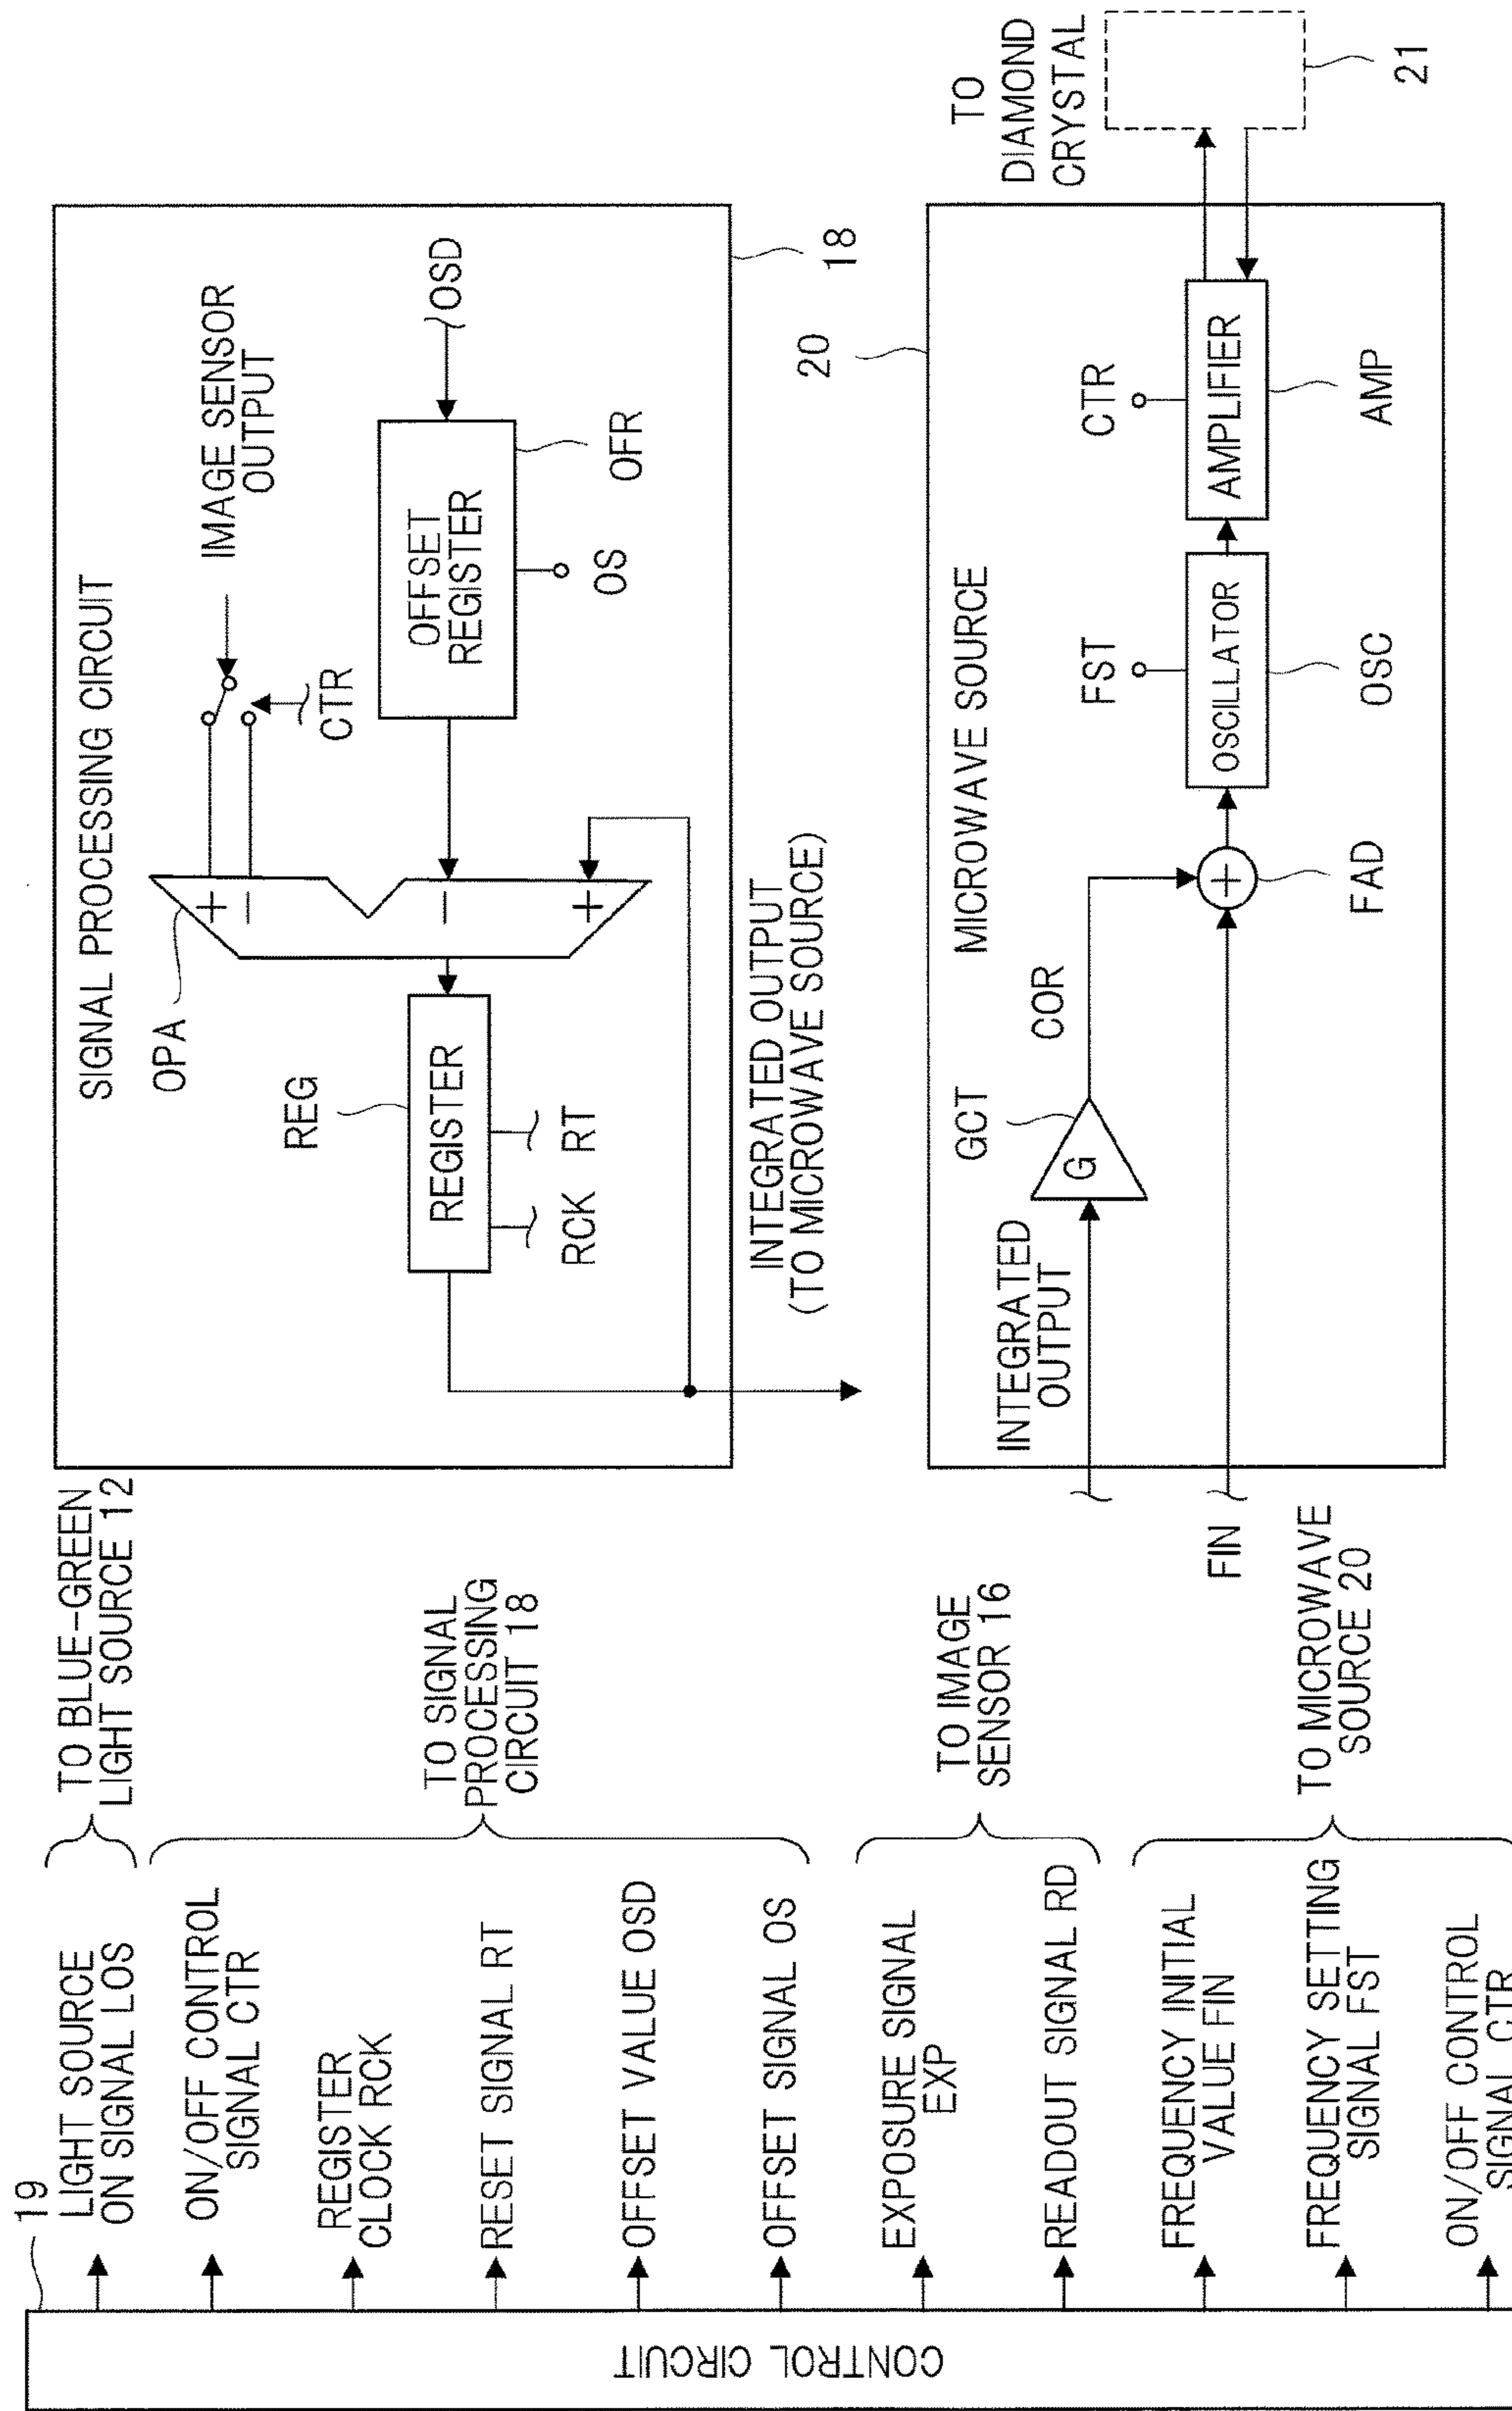 19
CONTROL CIRCUIT
LIGHT SOURCE
ON SIGNAL LOS
TO BLUE-GREEN
LIGHT SOURCE 12
ON/OFF CONTROL
SIGNAL CTR
REGISTER
CLOCK RCK
RESET SIGNAL RT
OFFSET VALUE OSD
OFFSET SIGNAL OS
TO SIGNAL
PROCESSING
CIRCUIT 18
EXPOSURE SIGNAL
EXP
READOUT SIGNAL RD
TO IMAGE
SENSOR 16
FREQUENCY INITIAL
VALUE FIN
FREQUENCY SETTING
SIGNAL FST
ON/OFF CONTROL
SIGNAL CTR
TO MICROWAVE
SOURCE 20
SIGNAL PROCESSING CIRCUIT
OPA
+
−
−
+
IMAGE SENSOR
OUTPUT
CTR
REG
REGISTER
RCK
RT
OFFSET
REGISTER
OSD
OFR
OS
18
INTEGRATED OUTPUT
(TO MICROWAVE SOURCE)
20
MICROWAVE SOURCE
INTEGRATED
OUTPUT
GCT
G
COR
FIN
+
FAD
FST
OSCILLATOR
OSC
CTR
AMPLIFIER
AMP
TO
DIAMOND
CRYSTAL
21